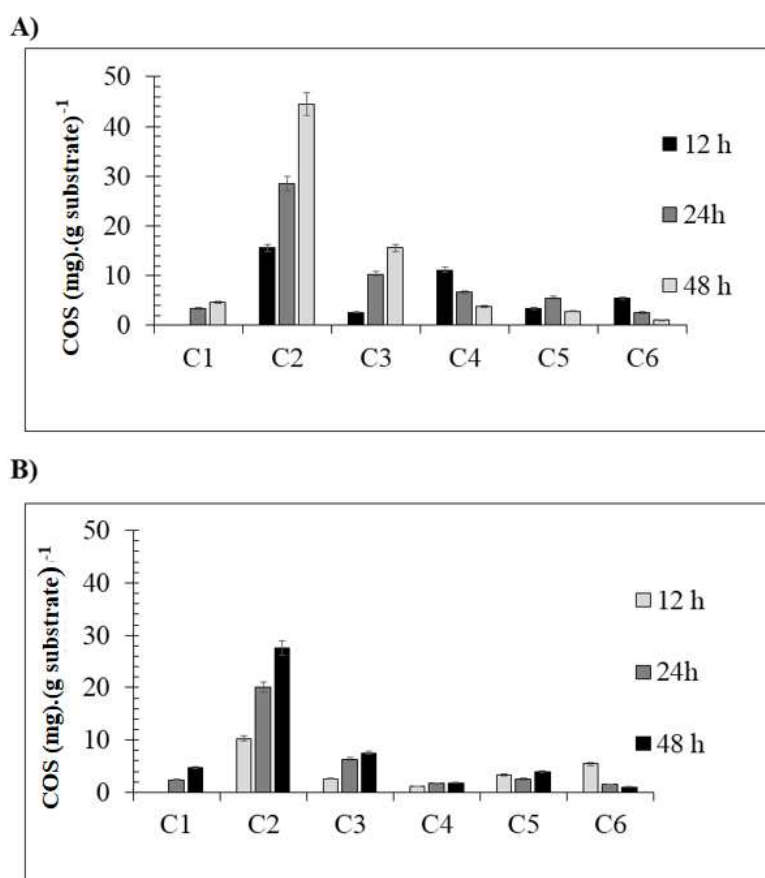 A)
COS (mg).(g substrate)-1
50
40
30
20
10
0
C1 C2 C3 C4 C5 C6
12 h
24h
48 h
B)
COS (mg).(g substrate)-1
50
40
30
20
10
0
C1 C2 C3 C4 C5 C6
12 h
24h
48 h